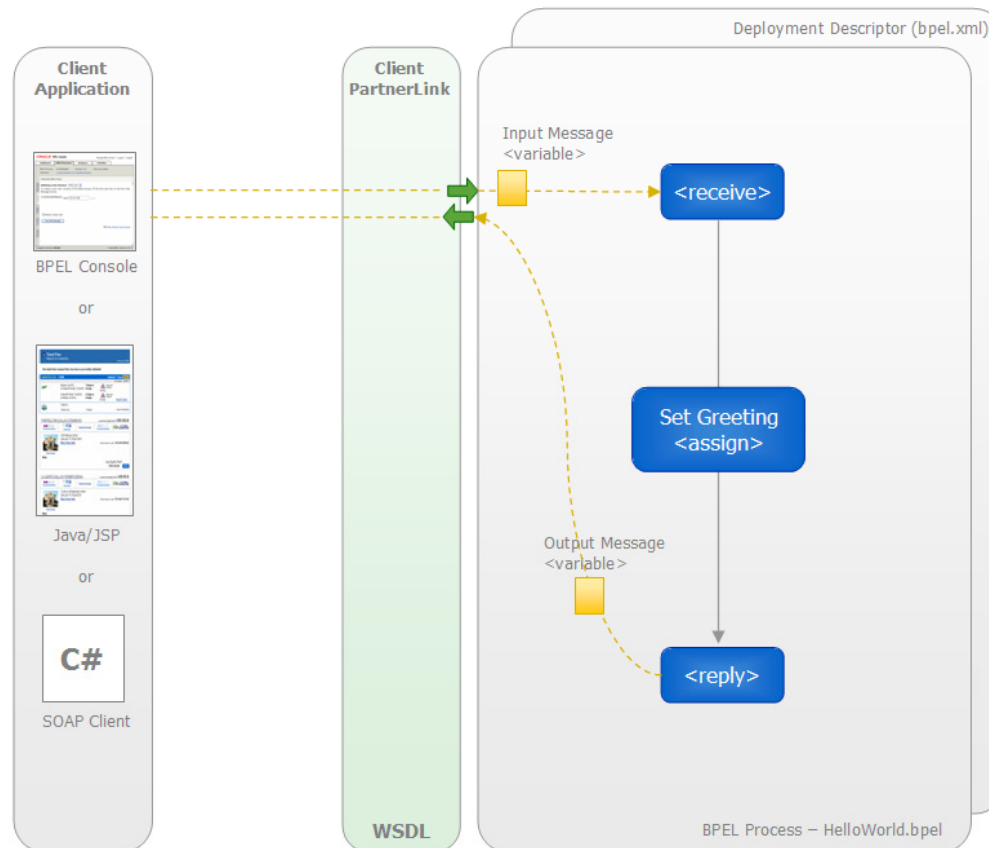 Deployment Descriptor (bpel.xml)
Client
Application
Client
PartnerLink
Input Message
<variable>
<receive>
BPEL Console
or
Set Greeting
<assign>
Java/JSP
Output Message
<variable>
or
C#
<reply>
SOAP Client
WSDL
BPEL Process – HelloWorld.bpel